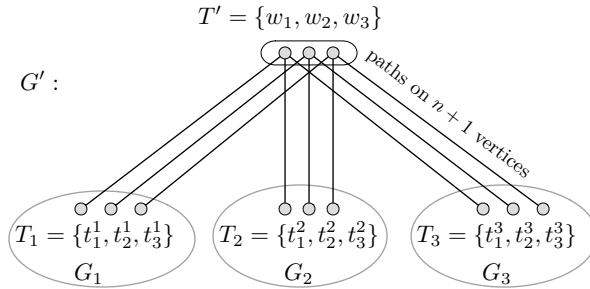 T′ = {w₁, w₂, w₃}
G′ :
paths on n + 1 vertices
T₁ = {t₁¹, t₂¹, t₃¹}
T₂ = {t₁², t₂², t₃²}
T₃ = {t₁³, t₂³, t₃³}
G₁
G₂
G₃